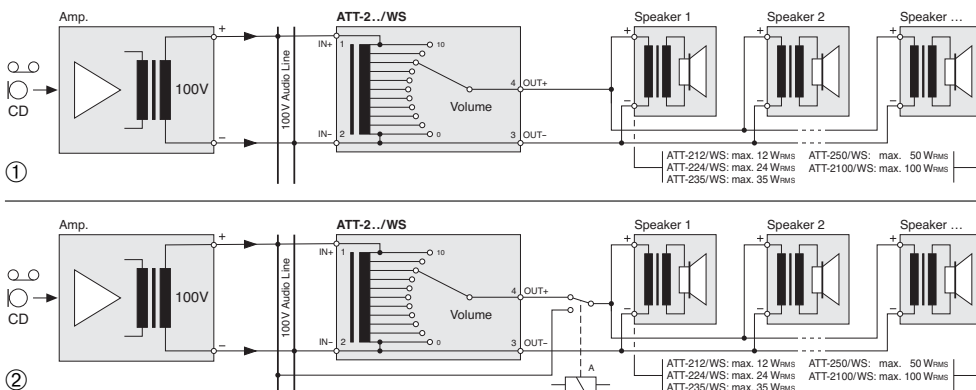 Amp. ATT-2../WS Speaker 1 Speaker 2 Speaker ...
+ IN+ 1 10 + + +
CD 100V 100V Audio Line Volume 4 OUT+
− IN− 2 0 3 OUT− − − −
①
ATT-212/WS: max. 12 WRMS ATT-250/WS: max. 50 WRMS
ATT-224/WS: max. 24 WRMS ATT-2100/WS: max. 100 WRMS
ATT-235/WS: max. 35 WRMS
Amp. ATT-2../WS Speaker 1 Speaker 2 Speaker ...
+ IN+ 1 10 + + +
CD 100V 100V Audio Line Volume 4 OUT+
− IN− 2 0 3 OUT− − − −
②
A
ATT-212/WS: max. 12 WRMS ATT-250/WS: max. 50 WRMS
ATT-224/WS: max. 24 WRMS ATT-2100/WS: max. 100 WRMS
ATT-235/WS: max. 35 WRMS